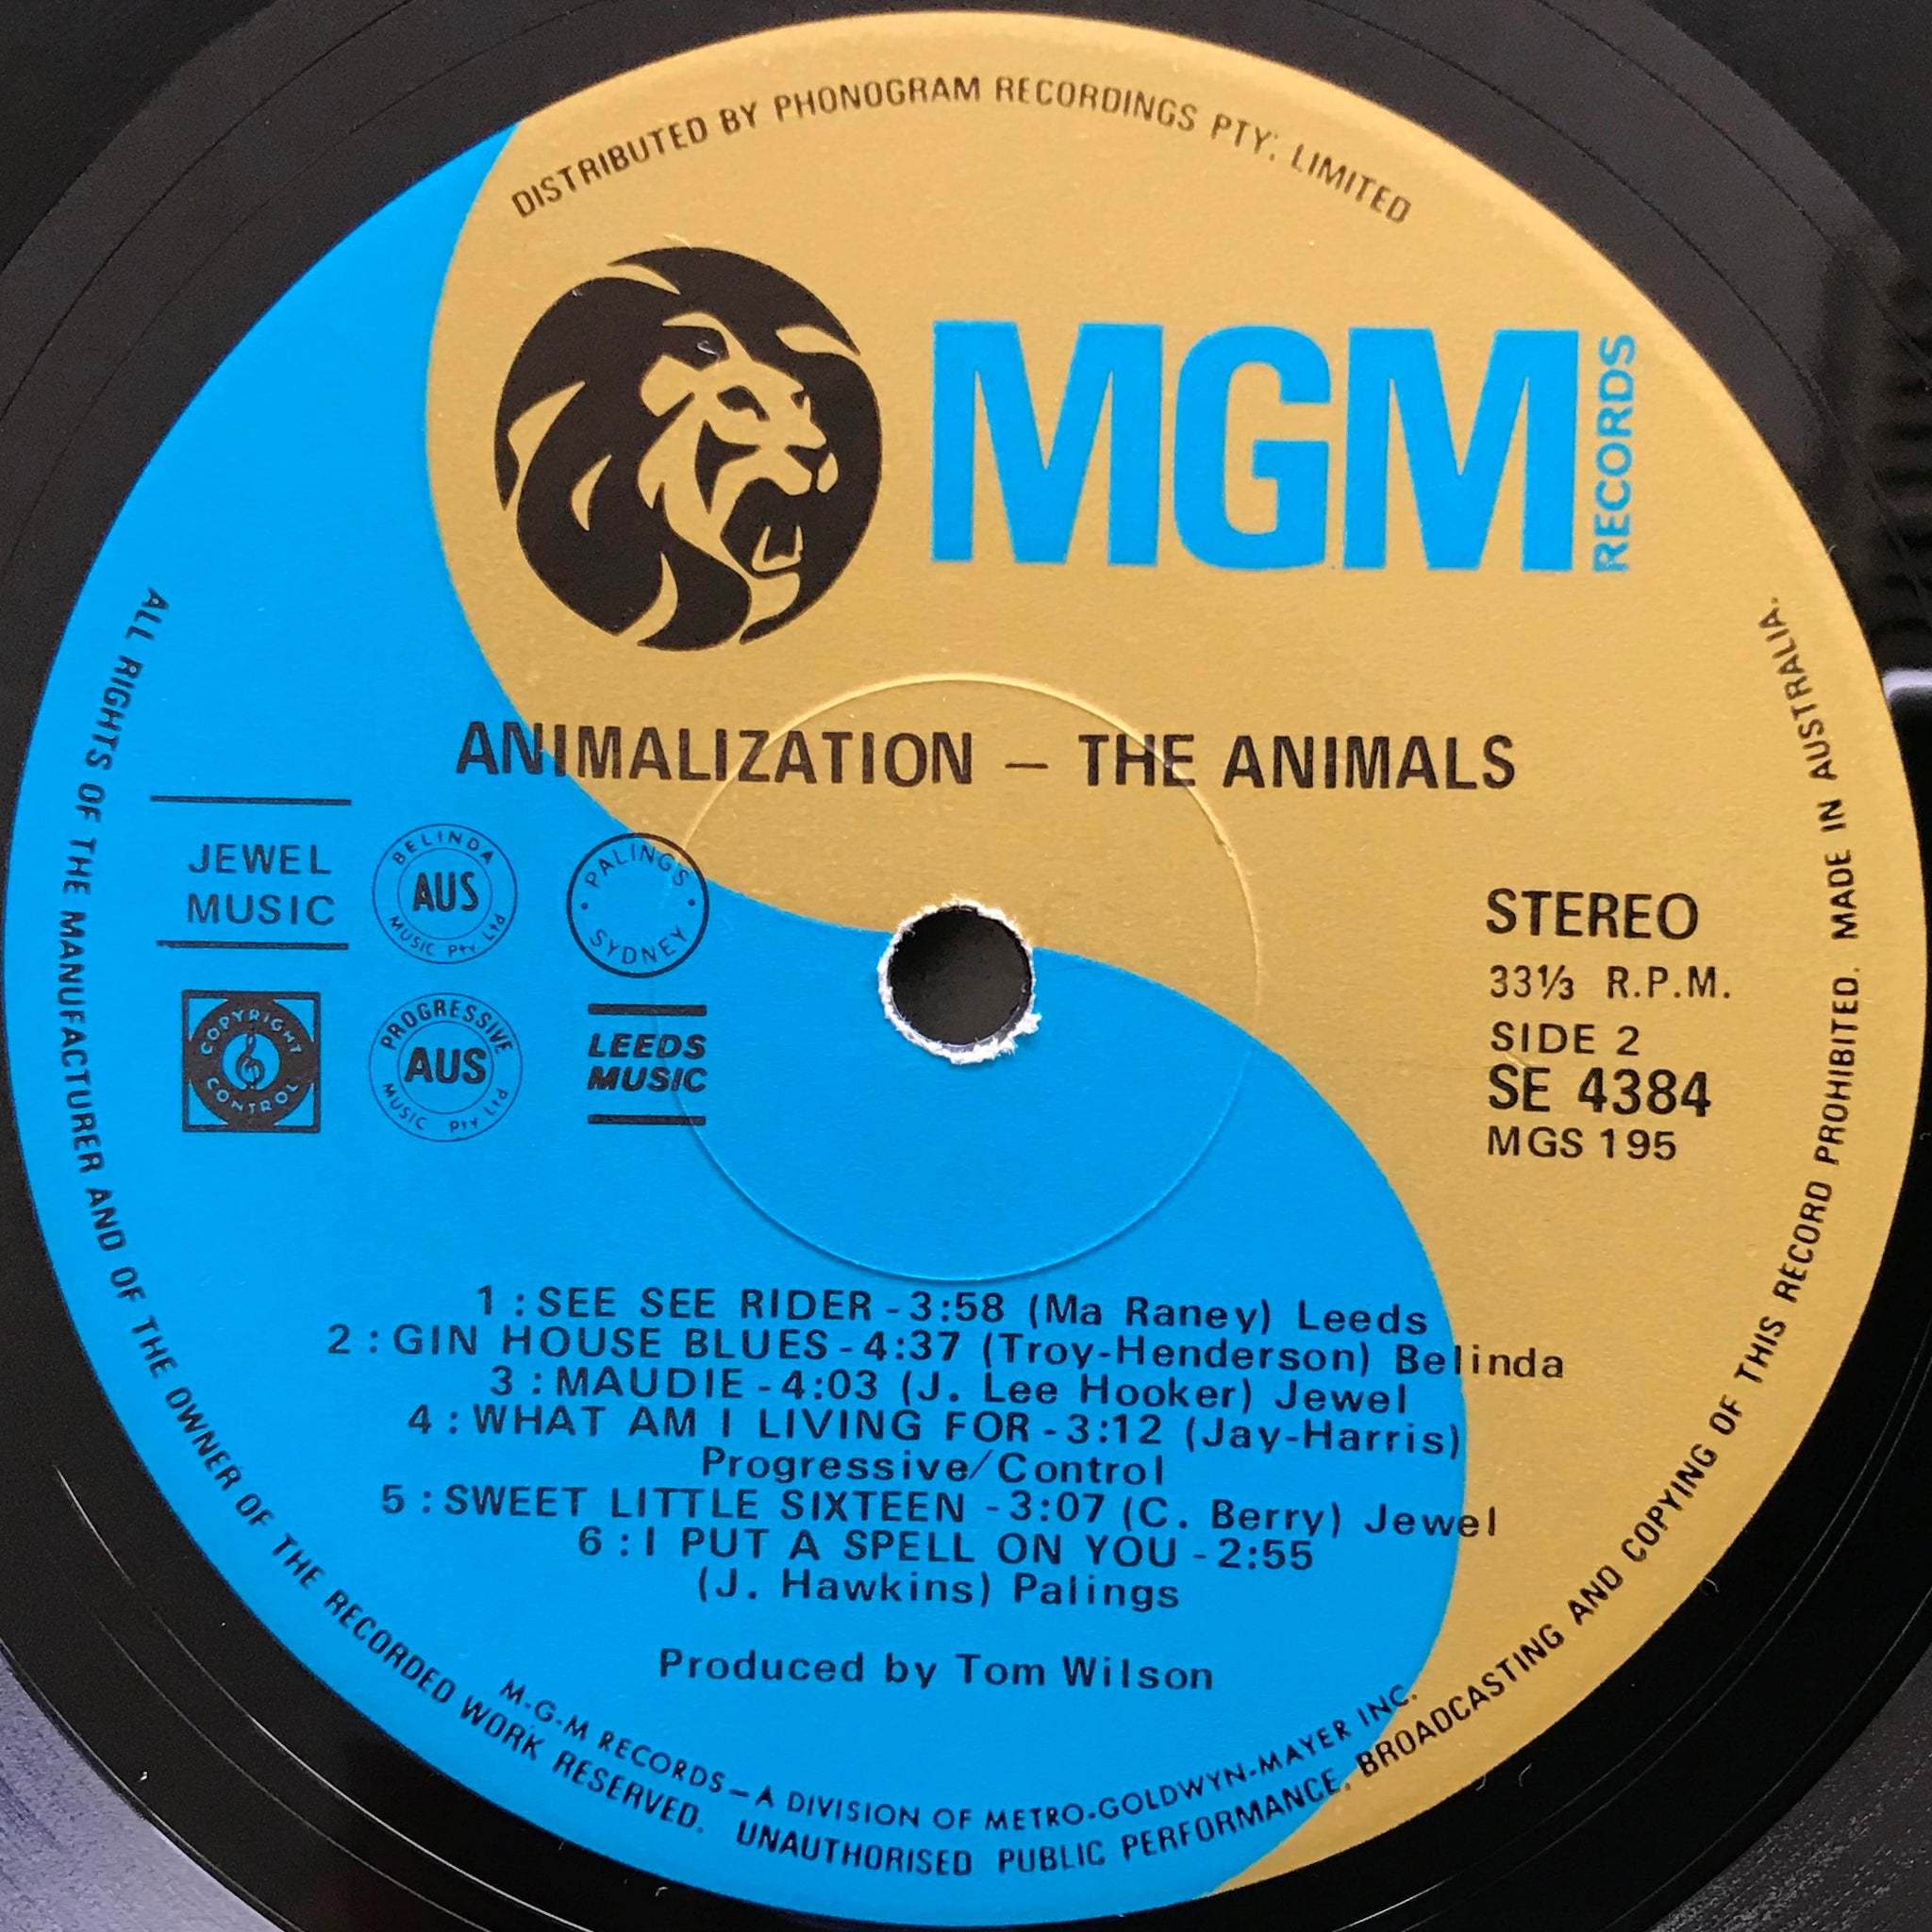 DISTRIBUTED BY PHONOGRAM RECORDINGS PTY. LIMITED
MGM
RECORDS
ANIMALIZATION — THE ANIMALS
JEWEL
MUSIC
BELINDA
AUS
MUSIC Pty. Ltd
PALINGS
SYDNEY
COPYRIGHT
CONTROL
PROGRESSIVE
AUS
MUSIC Pty Ltd
LEEDS
MUSIC
STEREO
33⅓ R.P.M.
SIDE 2
SE 4384
MGS 195
1 : SEE SEE RIDER - 3:58 (Ma Raney) Leeds
2 : GIN HOUSE BLUES - 4:37 (Troy-Henderson) Belinda
3 : MAUDIE - 4:03 (J. Lee Hooker) Jewel
4 : WHAT AM I LIVING FOR - 3:12 (Jay-Harris)
Progressive/Control
5 : SWEET LITTLE SIXTEEN - 3:07 (C. Berry) Jewel
6 : I PUT A SPELL ON YOU - 2:55
(J. Hawkins) Palings
Produced by Tom Wilson
M-G-M RECORDS — A DIVISION OF METRO-GOLDWYN-MAYER INC.
ALL RIGHTS OF THE MANUFACTURER AND OF THE OWNER OF THE RECORDED WORK RESERVED. UNAUTHORISED PUBLIC PERFORMANCE, BROADCASTING AND COPYING OF THIS RECORD PROHIBITED. MADE IN AUSTRALIA.